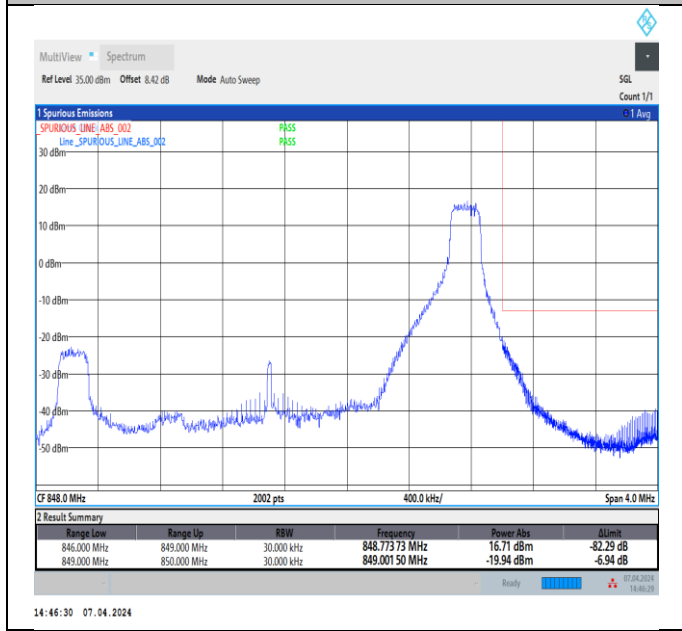 MultiView Spectrum
Ref Level 35.00 dBm Offset 8.42 dB Mode Auto Sweep SGL
Count 1/1
1 Spurious Emissions 1 Avg
_SPURIOUS_LINE_ABS_002 PASS
Line _SPURIOUS_LINE_ABS_002 PASS
30 dBm
20 dBm
10 dBm
0 dBm
-10 dBm
-20 dBm
-30 dBm
-40 dBm
-50 dBm
CF 848.0 MHz 2002 pts 400.0 kHz/ Span 4.0 MHz
2 Result Summary
Range Low Range Up RBW Frequency Power Abs ΔLimit
846.000 MHz 849.000 MHz 30.000 kHz 848.773 73 MHz 16.71 dBm -82.29 dB
849.000 MHz 850.000 MHz 30.000 kHz 849.001 50 MHz -19.94 dBm -6.94 dB
Ready 07.04.2024
14:46:29
14:46:30 07.04.2024